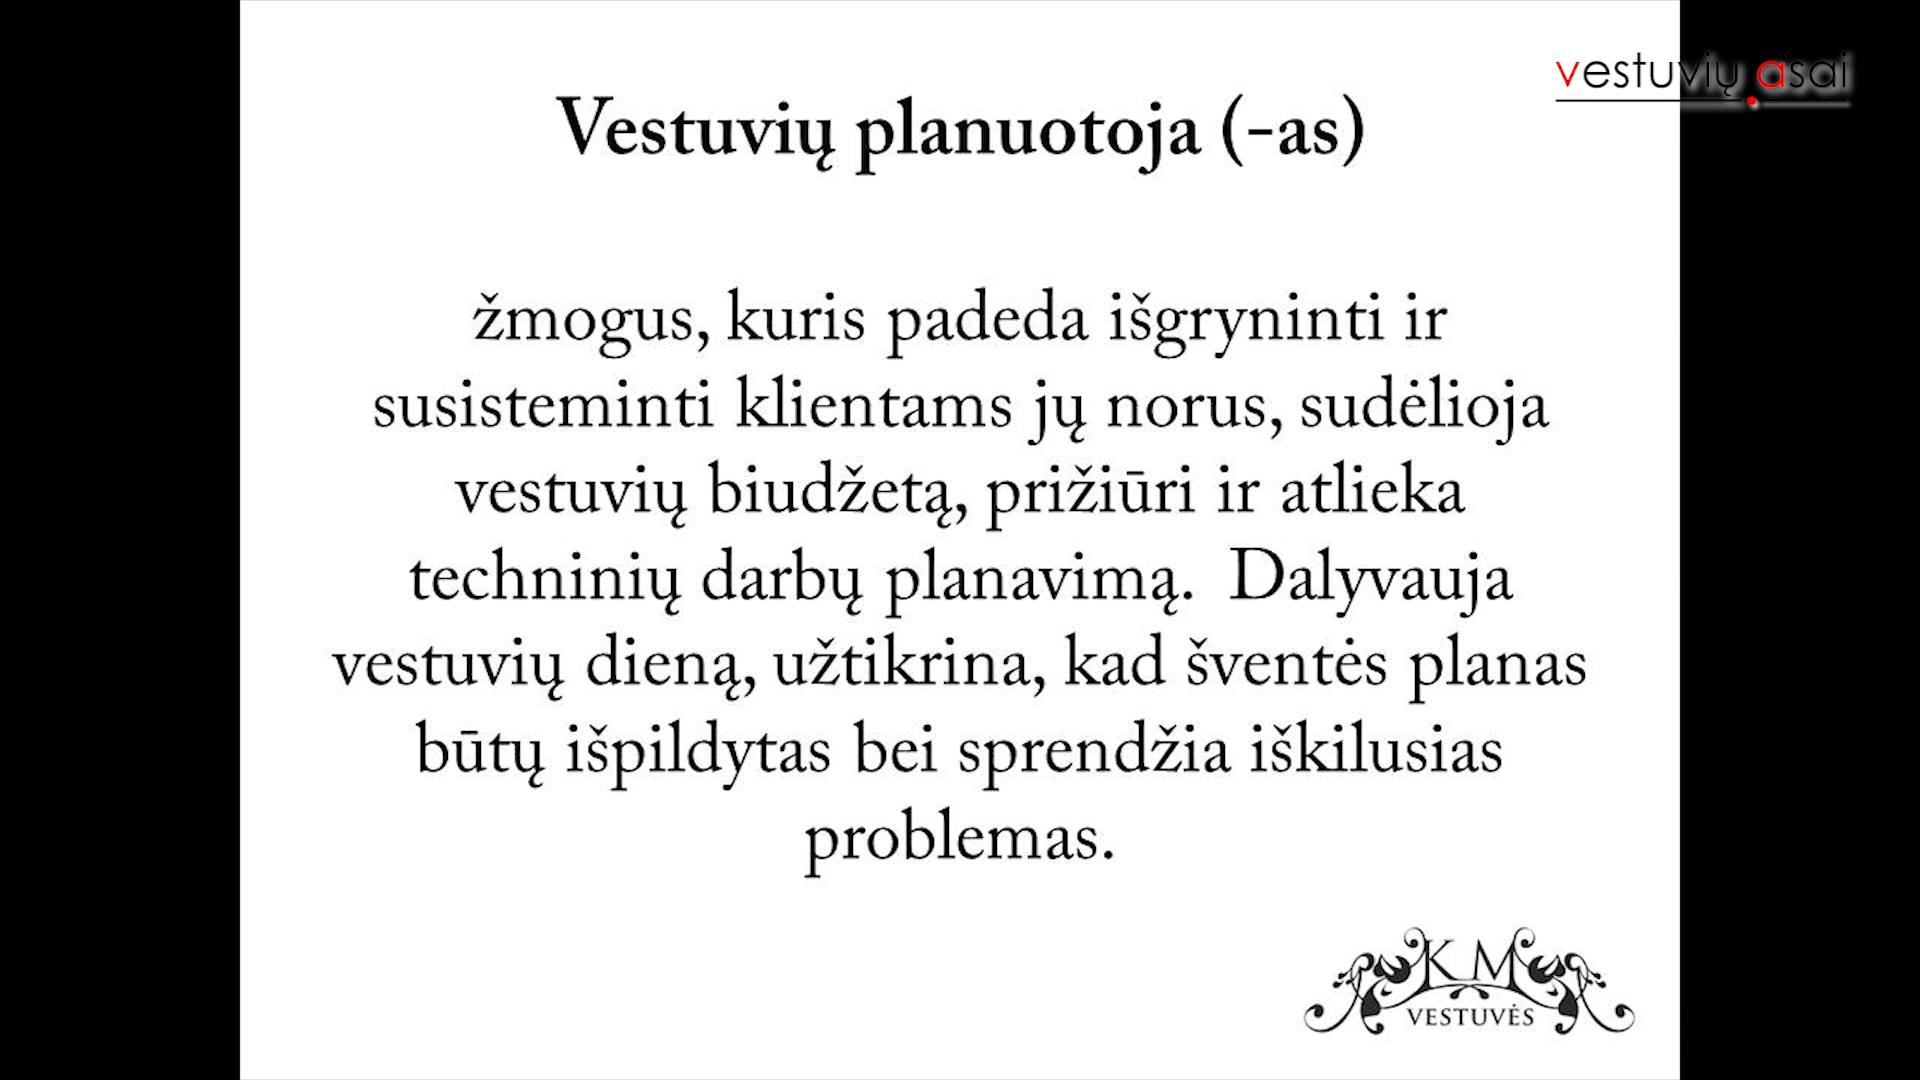 vestuvių asai
Vestuvių planuotoja (-as)
žmogus, kuris padeda išgryninti ir
susisteminti klientams jų norus, sudėlioja
vestuvių biudžetą, prižiūri ir atlieka
techninių darbų planavimą. Dalyvauja
vestuvių dieną, užtikrina, kad šventės planas
būtų išpildytas bei sprendžia iškilusias
problemas.
KM
VESTUVĖS